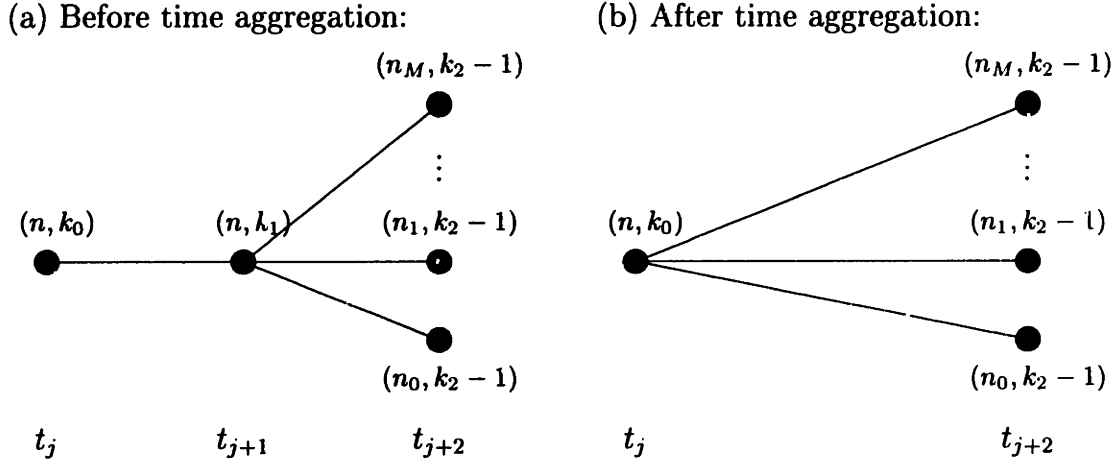 (a) Before time aggregation:
(n_M, k_2 − 1)
⋮
(n, k_0)
(n, k_1)
(n_1, k_2 − 1)
(n_0, k_2 − 1)
t_j
t_{j+1}
t_{j+2}
(b) After time aggregation:
(n_M, k_2 − 1)
⋮
(n, k_0)
(n_1, k_2 − 1)
(n_0, k_2 − 1)
t_j
t_{j+2}